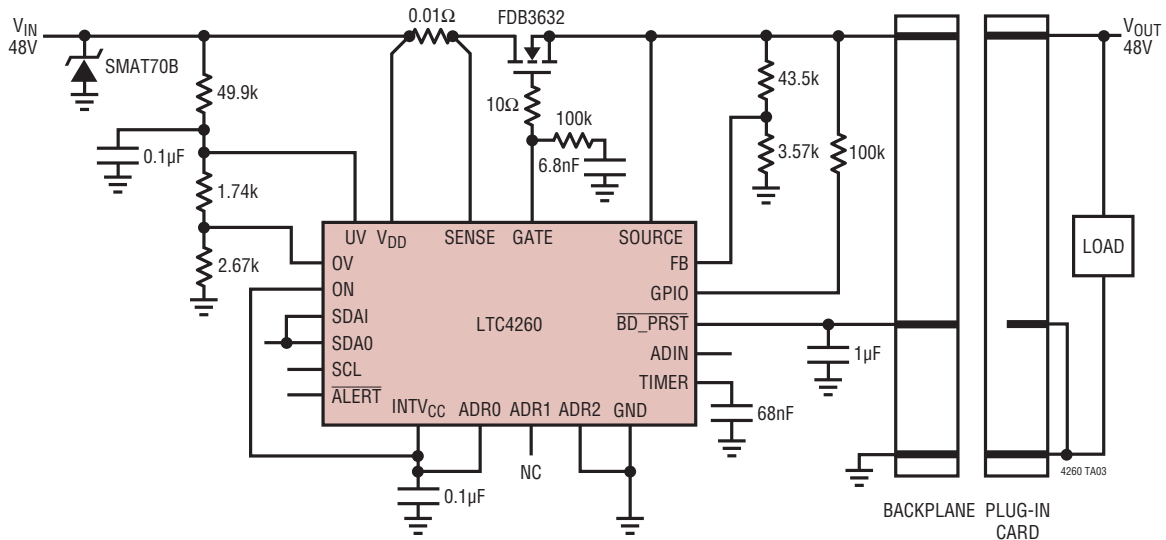 0.01Ω
FDB3632
VIN
48V
VOUT
48V
SMAT70B
49.9k
10Ω
100k
43.5k
0.1µF
6.8nF
3.57k
100k
1.74k
UV
VDD
SENSE
GATE
SOURCE
LOAD
2.67k
OV
FB
ON
GPIO
SDAI
LTC4260
BD_PRST
SDA0
ADIN
1µF
SCL
TIMER
ALERT
INTVCC
ADR0
ADR1
ADR2
GND
68nF
NC
4260 TA03
0.1µF
BACKPLANE
PLUG-IN
CARD